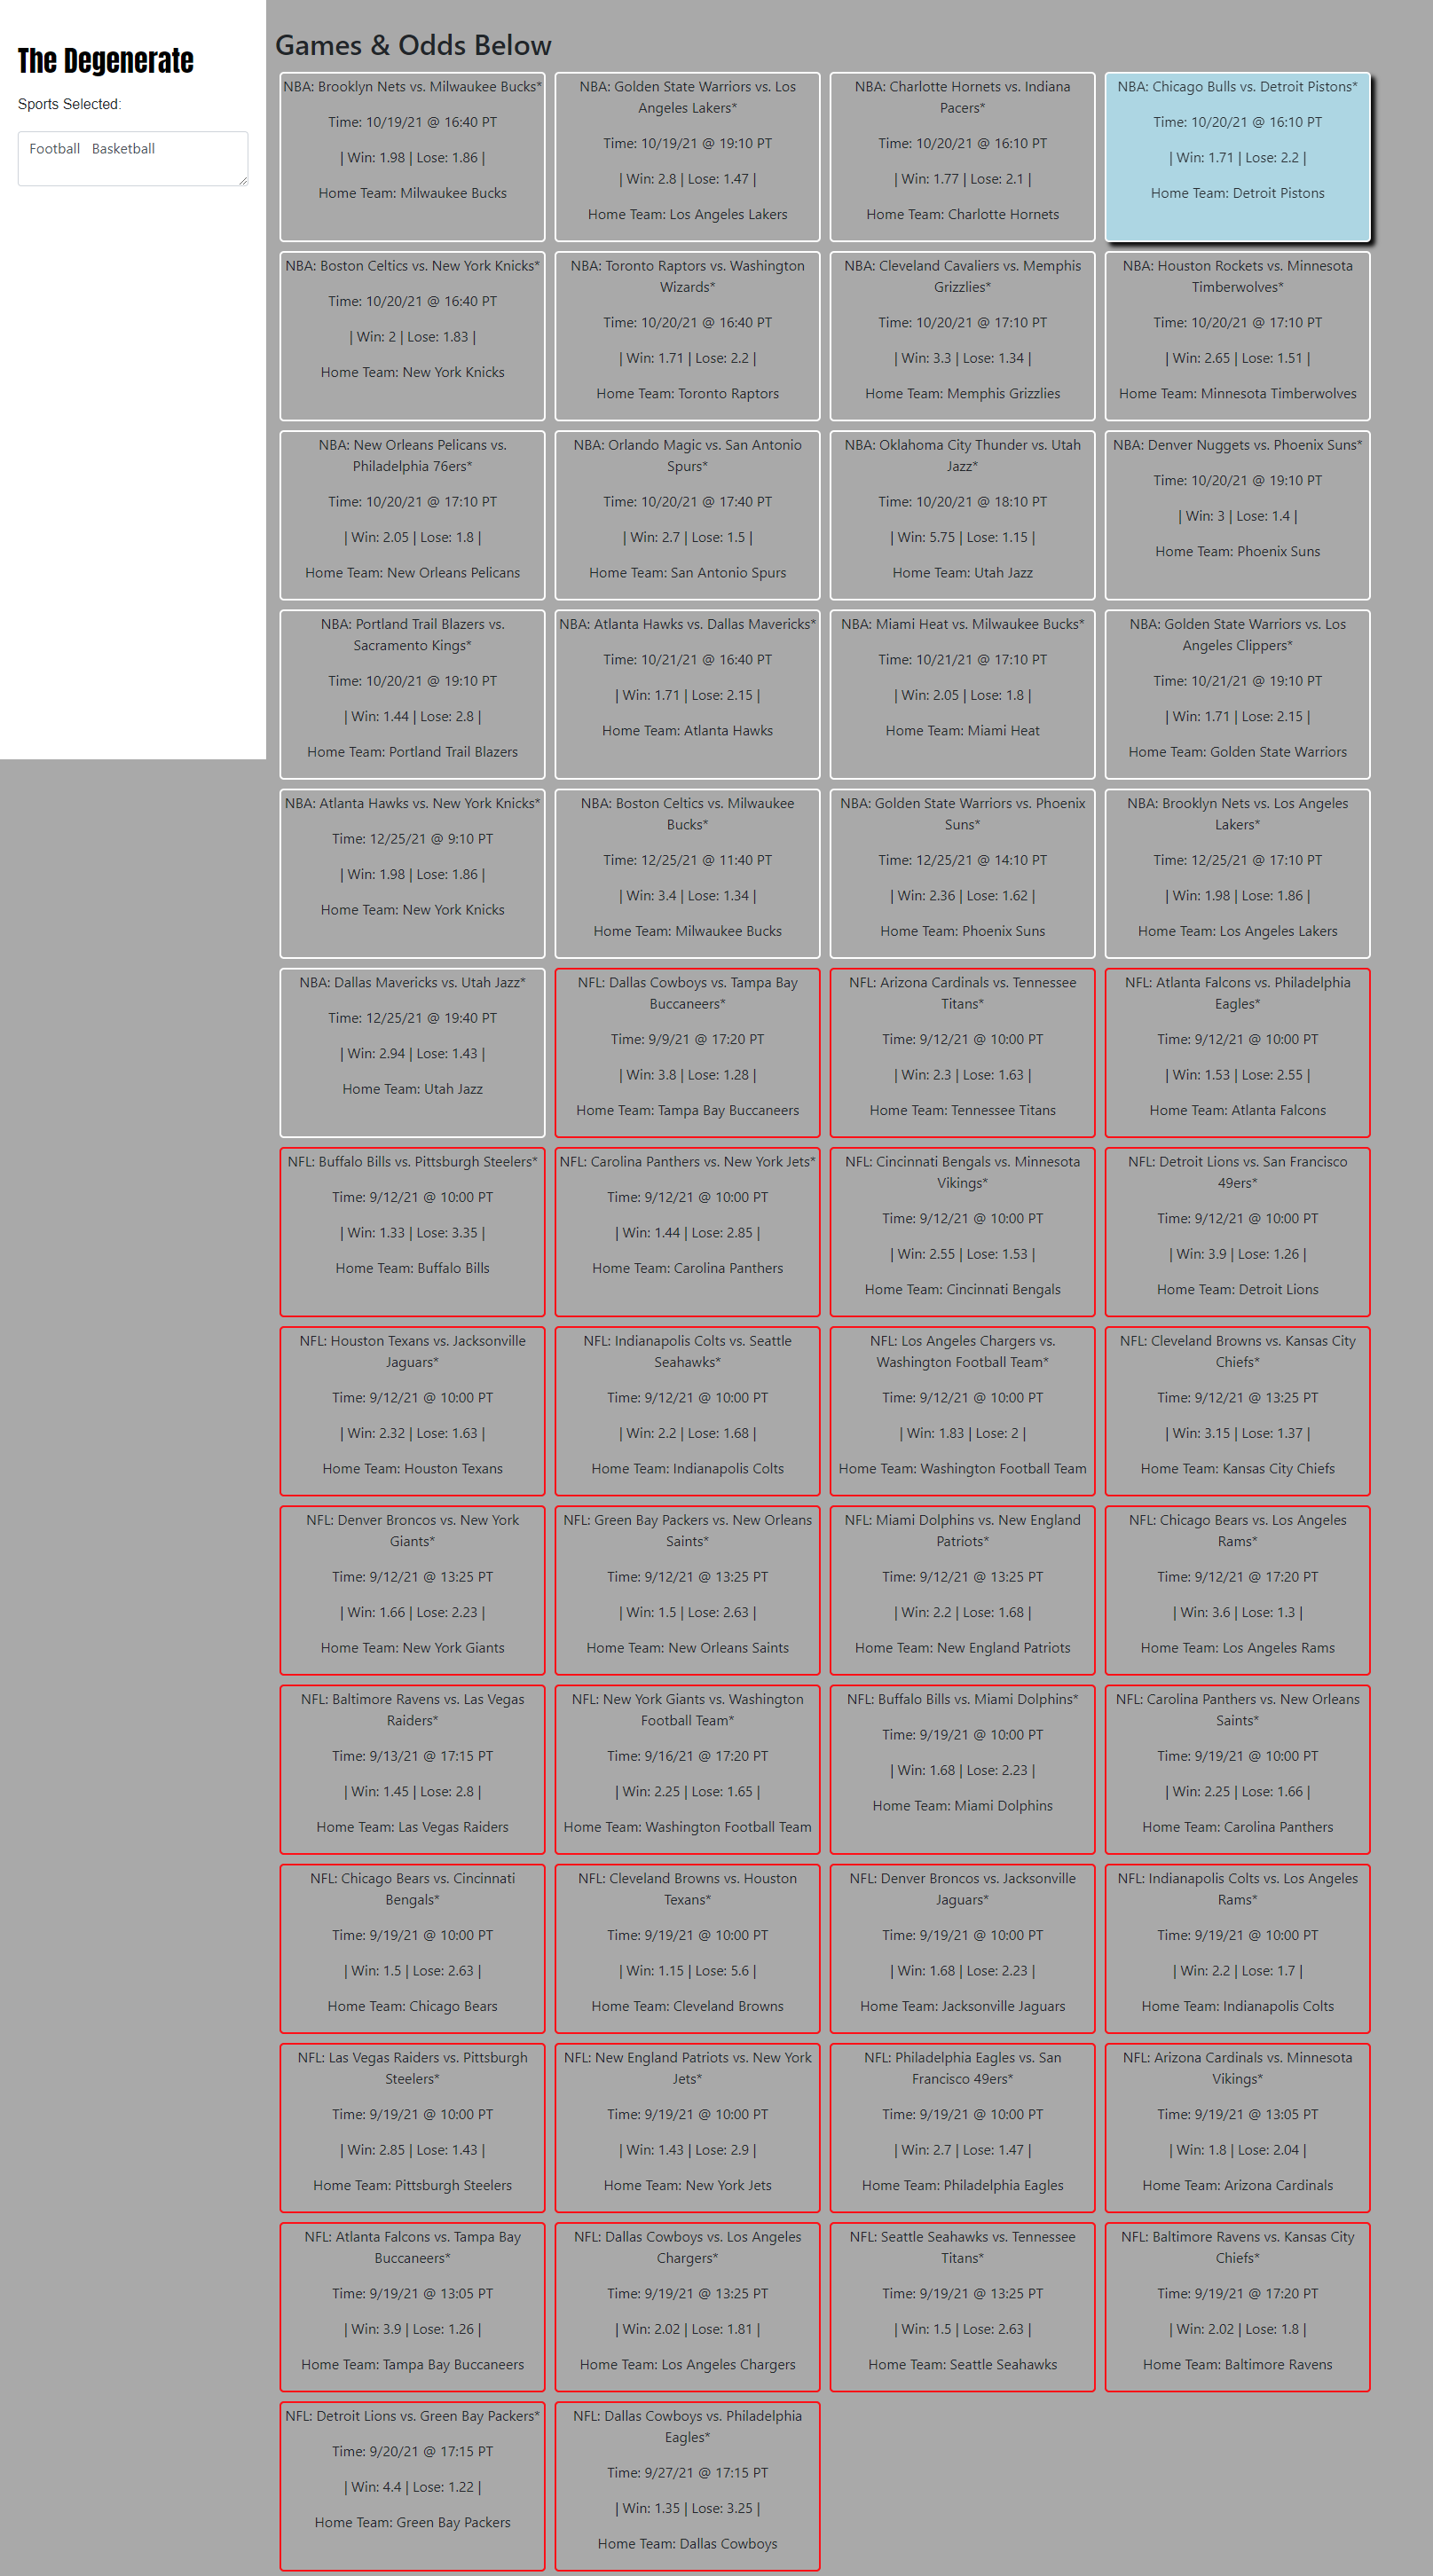 The Degenerate
Sports Selected:
Football Basketball
Games & Odds Below
NBA: Brooklyn Nets vs. Milwaukee Bucks*
Time: 10/19/21 @ 16:40 PT
| Win: 1.98 | Lose: 1.86 |
Home Team: Milwaukee Bucks
NBA: Golden State Warriors vs. Los
Angeles Lakers*
Time: 10/19/21 @ 19:10 PT
| Win: 2.8 | Lose: 1.47 |
Home Team: Los Angeles Lakers
NBA: Charlotte Hornets vs. Indiana
Pacers*
Time: 10/20/21 @ 16:10 PT
| Win: 1.77 | Lose: 2.1 |
Home Team: Charlotte Hornets
NBA: Chicago Bulls vs. Detroit Pistons*
Time: 10/20/21 @ 16:10 PT
| Win: 1.71 | Lose: 2.2 |
Home Team: Detroit Pistons
NBA: Boston Celtics vs. New York Knicks*
Time: 10/20/21 @ 16:40 PT
| Win: 2 | Lose: 1.83 |
Home Team: New York Knicks
NBA: Toronto Raptors vs. Washington
Wizards*
Time: 10/20/21 @ 16:40 PT
| Win: 1.71 | Lose: 2.2 |
Home Team: Toronto Raptors
NBA: Cleveland Cavaliers vs. Memphis
Grizzlies*
Time: 10/20/21 @ 17:10 PT
| Win: 3.3 | Lose: 1.34 |
Home Team: Memphis Grizzlies
NBA: Houston Rockets vs. Minnesota
Timberwolves*
Time: 10/20/21 @ 17:10 PT
| Win: 2.65 | Lose: 1.51 |
Home Team: Minnesota Timberwolves
NBA: New Orleans Pelicans vs.
Philadelphia 76ers*
Time: 10/20/21 @ 17:10 PT
| Win: 2.05 | Lose: 1.8 |
Home Team: New Orleans Pelicans
NBA: Orlando Magic vs. San Antonio
Spurs*
Time: 10/20/21 @ 17:40 PT
| Win: 2.7 | Lose: 1.5 |
Home Team: San Antonio Spurs
NBA: Oklahoma City Thunder vs. Utah
Jazz*
Time: 10/20/21 @ 18:10 PT
| Win: 5.75 | Lose: 1.15 |
Home Team: Utah Jazz
NBA: Denver Nuggets vs. Phoenix Suns*
Time: 10/20/21 @ 19:10 PT
| Win: 3 | Lose: 1.4 |
Home Team: Phoenix Suns
NBA: Portland Trail Blazers vs.
Sacramento Kings*
Time: 10/20/21 @ 19:10 PT
| Win: 1.44 | Lose: 2.8 |
Home Team: Portland Trail Blazers
NBA: Atlanta Hawks vs. Dallas Mavericks*
Time: 10/21/21 @ 16:40 PT
| Win: 1.71 | Lose: 2.15 |
Home Team: Atlanta Hawks
NBA: Miami Heat vs. Milwaukee Bucks*
Time: 10/21/21 @ 17:10 PT
| Win: 2.05 | Lose: 1.8 |
Home Team: Miami Heat
NBA: Golden State Warriors vs. Los
Angeles Clippers*
Time: 10/21/21 @ 19:10 PT
| Win: 1.71 | Lose: 2.15 |
Home Team: Golden State Warriors
NBA: Atlanta Hawks vs. New York Knicks*
Time: 12/25/21 @ 9:10 PT
| Win: 1.98 | Lose: 1.86 |
Home Team: New York Knicks
NBA: Boston Celtics vs. Milwaukee
Bucks*
Time: 12/25/21 @ 11:40 PT
| Win: 3.4 | Lose: 1.34 |
Home Team: Milwaukee Bucks
NBA: Golden State Warriors vs. Phoenix
Suns*
Time: 12/25/21 @ 14:10 PT
| Win: 2.36 | Lose: 1.62 |
Home Team: Phoenix Suns
NBA: Brooklyn Nets vs. Los Angeles
Lakers*
Time: 12/25/21 @ 17:10 PT
| Win: 1.98 | Lose: 1.86 |
Home Team: Los Angeles Lakers
NBA: Dallas Mavericks vs. Utah Jazz*
Time: 12/25/21 @ 19:40 PT
| Win: 2.94 | Lose: 1.43 |
Home Team: Utah Jazz
NFL: Dallas Cowboys vs. Tampa Bay
Buccaneers*
Time: 9/9/21 @ 17:20 PT
| Win: 3.8 | Lose: 1.28 |
Home Team: Tampa Bay Buccaneers
NFL: Arizona Cardinals vs. Tennessee
Titans*
Time: 9/12/21 @ 10:00 PT
| Win: 2.3 | Lose: 1.63 |
Home Team: Tennessee Titans
NFL: Atlanta Falcons vs. Philadelphia
Eagles*
Time: 9/12/21 @ 10:00 PT
| Win: 1.53 | Lose: 2.55 |
Home Team: Atlanta Falcons
NFL: Buffalo Bills vs. Pittsburgh Steelers*
Time: 9/12/21 @ 10:00 PT
| Win: 1.33 | Lose: 3.35 |
Home Team: Buffalo Bills
NFL: Carolina Panthers vs. New York Jets*
Time: 9/12/21 @ 10:00 PT
| Win: 1.44 | Lose: 2.85 |
Home Team: Carolina Panthers
NFL: Cincinnati Bengals vs. Minnesota
Vikings*
Time: 9/12/21 @ 10:00 PT
| Win: 2.55 | Lose: 1.53 |
Home Team: Cincinnati Bengals
NFL: Detroit Lions vs. San Francisco
49ers*
Time: 9/12/21 @ 10:00 PT
| Win: 3.9 | Lose: 1.26 |
Home Team: Detroit Lions
NFL: Houston Texans vs. Jacksonville
Jaguars*
Time: 9/12/21 @ 10:00 PT
| Win: 2.32 | Lose: 1.63 |
Home Team: Houston Texans
NFL: Indianapolis Colts vs. Seattle
Seahawks*
Time: 9/12/21 @ 10:00 PT
| Win: 2.2 | Lose: 1.68 |
Home Team: Indianapolis Colts
NFL: Los Angeles Chargers vs.
Washington Football Team*
Time: 9/12/21 @ 10:00 PT
| Win: 1.83 | Lose: 2 |
Home Team: Washington Football Team
NFL: Cleveland Browns vs. Kansas City
Chiefs*
Time: 9/12/21 @ 13:25 PT
| Win: 3.15 | Lose: 1.37 |
Home Team: Kansas City Chiefs
NFL: Denver Broncos vs. New York
Giants*
Time: 9/12/21 @ 13:25 PT
| Win: 1.66 | Lose: 2.23 |
Home Team: New York Giants
NFL: Green Bay Packers vs. New Orleans
Saints*
Time: 9/12/21 @ 13:25 PT
| Win: 1.5 | Lose: 2.63 |
Home Team: New Orleans Saints
NFL: Miami Dolphins vs. New England
Patriots*
Time: 9/12/21 @ 13:25 PT
| Win: 2.2 | Lose: 1.68 |
Home Team: New England Patriots
NFL: Chicago Bears vs. Los Angeles
Rams*
Time: 9/12/21 @ 17:20 PT
| Win: 3.6 | Lose: 1.3 |
Home Team: Los Angeles Rams
NFL: Baltimore Ravens vs. Las Vegas
Raiders*
Time: 9/13/21 @ 17:15 PT
| Win: 1.45 | Lose: 2.8 |
Home Team: Las Vegas Raiders
NFL: New York Giants vs. Washington
Football Team*
Time: 9/16/21 @ 17:20 PT
| Win: 2.25 | Lose: 1.65 |
Home Team: Washington Football Team
NFL: Buffalo Bills vs. Miami Dolphins*
Time: 9/19/21 @ 10:00 PT
| Win: 1.68 | Lose: 2.23 |
Home Team: Miami Dolphins
NFL: Carolina Panthers vs. New Orleans
Saints*
Time: 9/19/21 @ 10:00 PT
| Win: 2.25 | Lose: 1.66 |
Home Team: Carolina Panthers
NFL: Chicago Bears vs. Cincinnati
Bengals*
Time: 9/19/21 @ 10:00 PT
| Win: 1.5 | Lose: 2.63 |
Home Team: Chicago Bears
NFL: Cleveland Browns vs. Houston
Texans*
Time: 9/19/21 @ 10:00 PT
| Win: 1.15 | Lose: 5.6 |
Home Team: Cleveland Browns
NFL: Denver Broncos vs. Jacksonville
Jaguars*
Time: 9/19/21 @ 10:00 PT
| Win: 1.68 | Lose: 2.23 |
Home Team: Jacksonville Jaguars
NFL: Indianapolis Colts vs. Los Angeles
Rams*
Time: 9/19/21 @ 10:00 PT
| Win: 2.2 | Lose: 1.7 |
Home Team: Indianapolis Colts
NFL: Las Vegas Raiders vs. Pittsburgh
Steelers*
Time: 9/19/21 @ 10:00 PT
| Win: 2.85 | Lose: 1.43 |
Home Team: Pittsburgh Steelers
NFL: New England Patriots vs. New York
Jets*
Time: 9/19/21 @ 10:00 PT
| Win: 1.43 | Lose: 2.9 |
Home Team: New York Jets
NFL: Philadelphia Eagles vs. San
Francisco 49ers*
Time: 9/19/21 @ 10:00 PT
| Win: 2.7 | Lose: 1.47 |
Home Team: Philadelphia Eagles
NFL: Arizona Cardinals vs. Minnesota
Vikings*
Time: 9/19/21 @ 13:05 PT
| Win: 1.8 | Lose: 2.04 |
Home Team: Arizona Cardinals
NFL: Atlanta Falcons vs. Tampa Bay
Buccaneers*
Time: 9/19/21 @ 13:05 PT
| Win: 3.9 | Lose: 1.26 |
Home Team: Tampa Bay Buccaneers
NFL: Dallas Cowboys vs. Los Angeles
Chargers*
Time: 9/19/21 @ 13:25 PT
| Win: 2.02 | Lose: 1.81 |
Home Team: Los Angeles Chargers
NFL: Seattle Seahawks vs. Tennessee
Titans*
Time: 9/19/21 @ 13:25 PT
| Win: 1.5 | Lose: 2.63 |
Home Team: Seattle Seahawks
NFL: Baltimore Ravens vs. Kansas City
Chiefs*
Time: 9/19/21 @ 17:20 PT
| Win: 2.02 | Lose: 1.8 |
Home Team: Baltimore Ravens
NFL: Detroit Lions vs. Green Bay Packers*
Time: 9/20/21 @ 17:15 PT
| Win: 4.4 | Lose: 1.22 |
Home Team: Green Bay Packers
NFL: Dallas Cowboys vs. Philadelphia
Eagles*
Time: 9/27/21 @ 17:15 PT
| Win: 1.35 | Lose: 3.25 |
Home Team: Dallas Cowboys